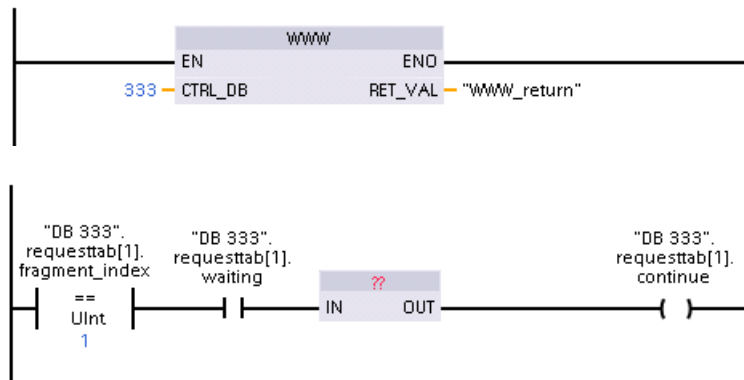 WWW
EN ENO
333 CTRL_DB RET_VAL "WWW_return"
"DB 333".
requesttab[1].
fragment_index
==
UInt
1
"DB 333".
requesttab[1].
waiting
??
IN OUT
"DB 333".
requesttab[1].
continue